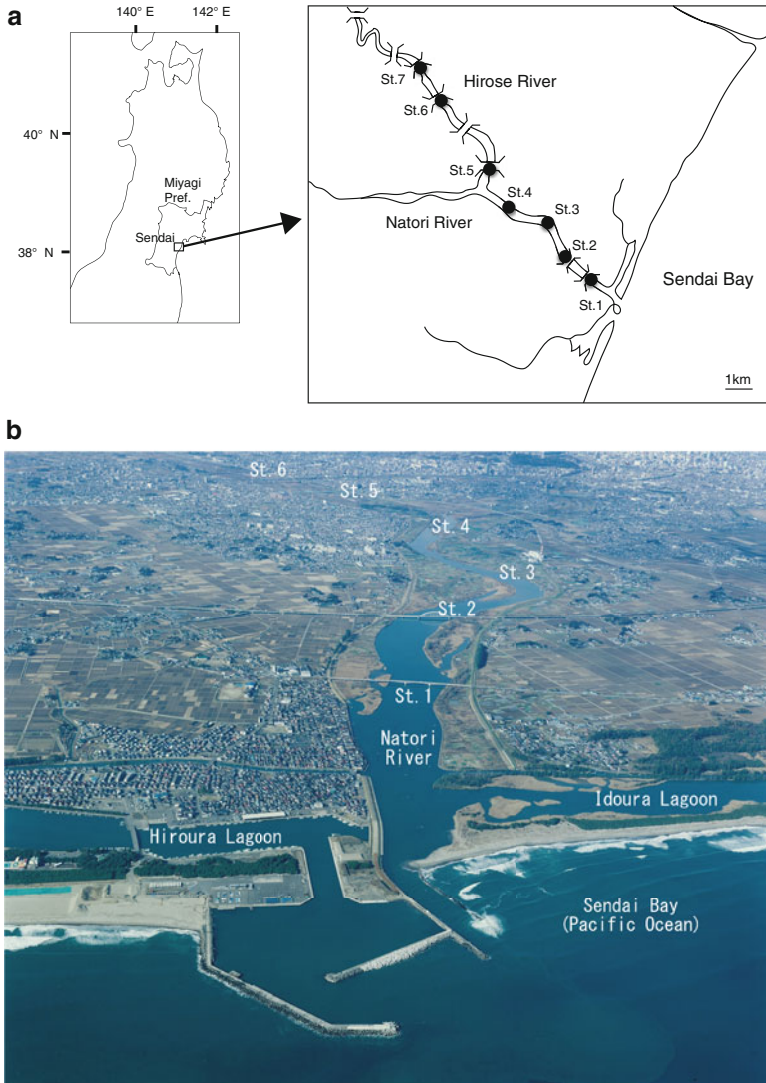 a
140° E
142° E
40° N
38° N
Miyagi
Pref.
Sendai
St.7
Hirose River
St.6
St.5
St.4
St.3
Natori River
St.2
Sendai Bay
St.1
1km
b
St.6
St.5
St.4
St.3
St.2
St.1
Natori
River
Idoura Lagoon
Hiroura Lagoon
Sendai Bay
(Pacific Ocean)